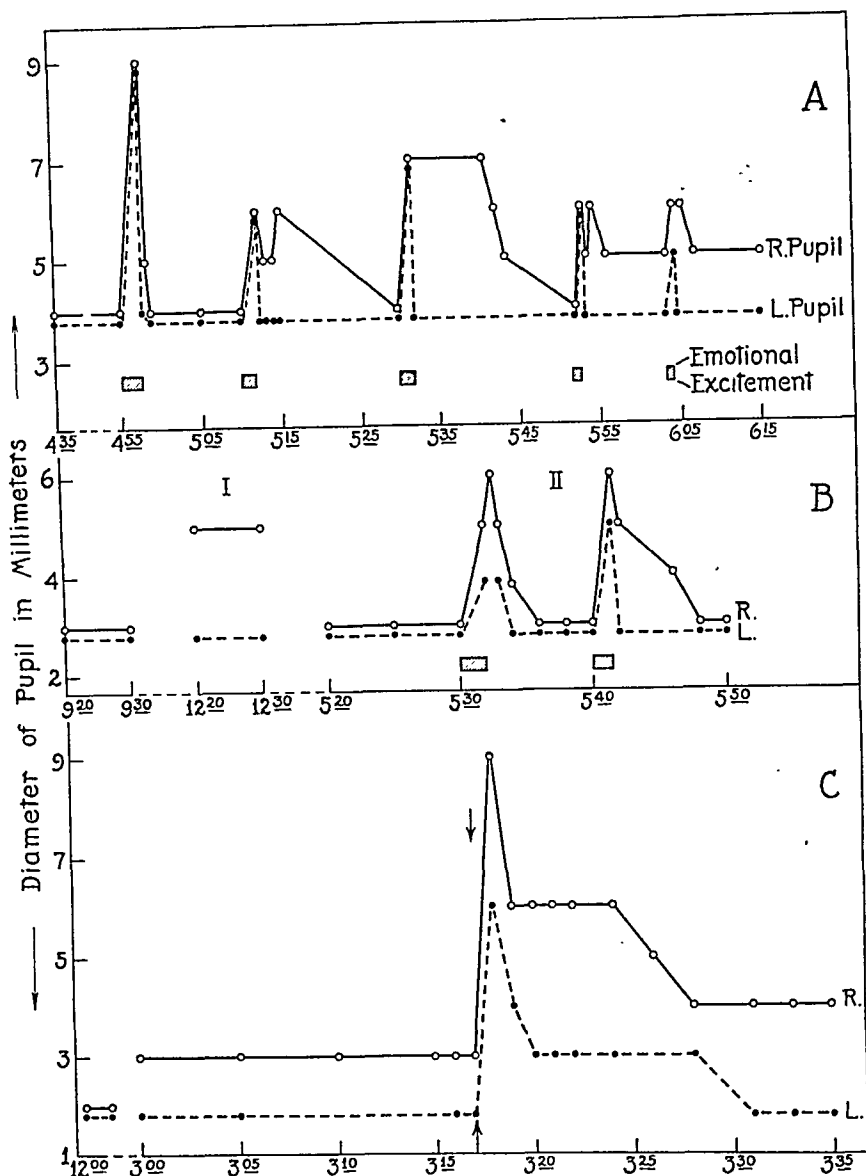 Diameter of Pupil in Millimeters
A
9
7
5
3
R.Pupil
L.Pupil
Emotional
Excitement
4 35 4 55 5 05 5 15 5 25 5 35 5 45 5 55 6 05 6 15
I II B
6
4
2
R.
L.
9 20 9 30 12 20 12 30 5 20 5 30 5 40 5 50
C
9
7
5
3
1
R.
L.
12 00 3 00 3 05 3 10 3 15 3 20 3 25 3 30 3 35